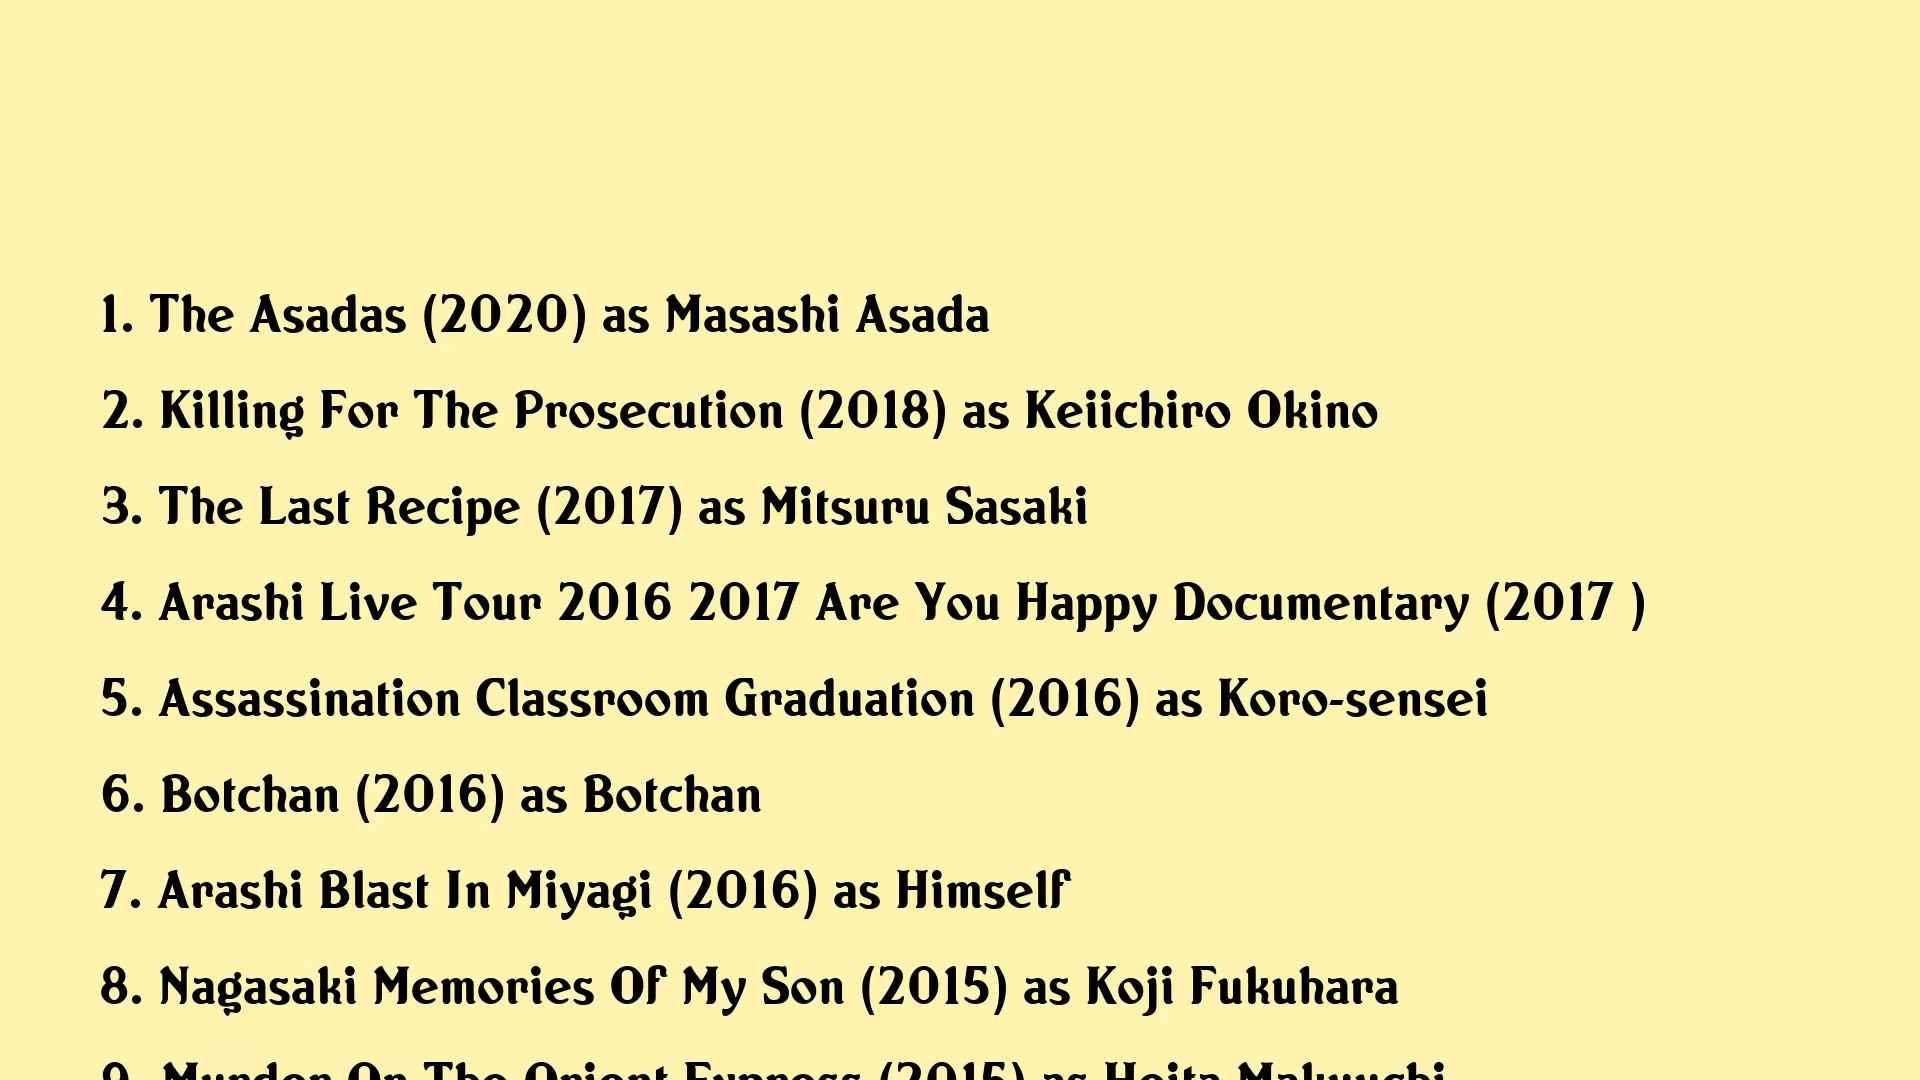 1. The Asadas (2020) as Masashi Asada
2. Killing For The Prosecution (2018) as Keiichiro Okino
3. The Last Recipe (2017) as Mitsuru Sasaki
4. Arashi Live Tour 2016 2017 Are You Happy Documentary (2017 )
5. Assassination Classroom Graduation (2016) as Koro-sensei
6. Botchan (2016) as Botchan
7. Arashi Blast In Miyagi (2016) as Himself
8. Nagasaki Memories Of My Son (2015) as Koji Fukuhara
9. Murder On The Orient Express (2015) as Heita Makuuchi